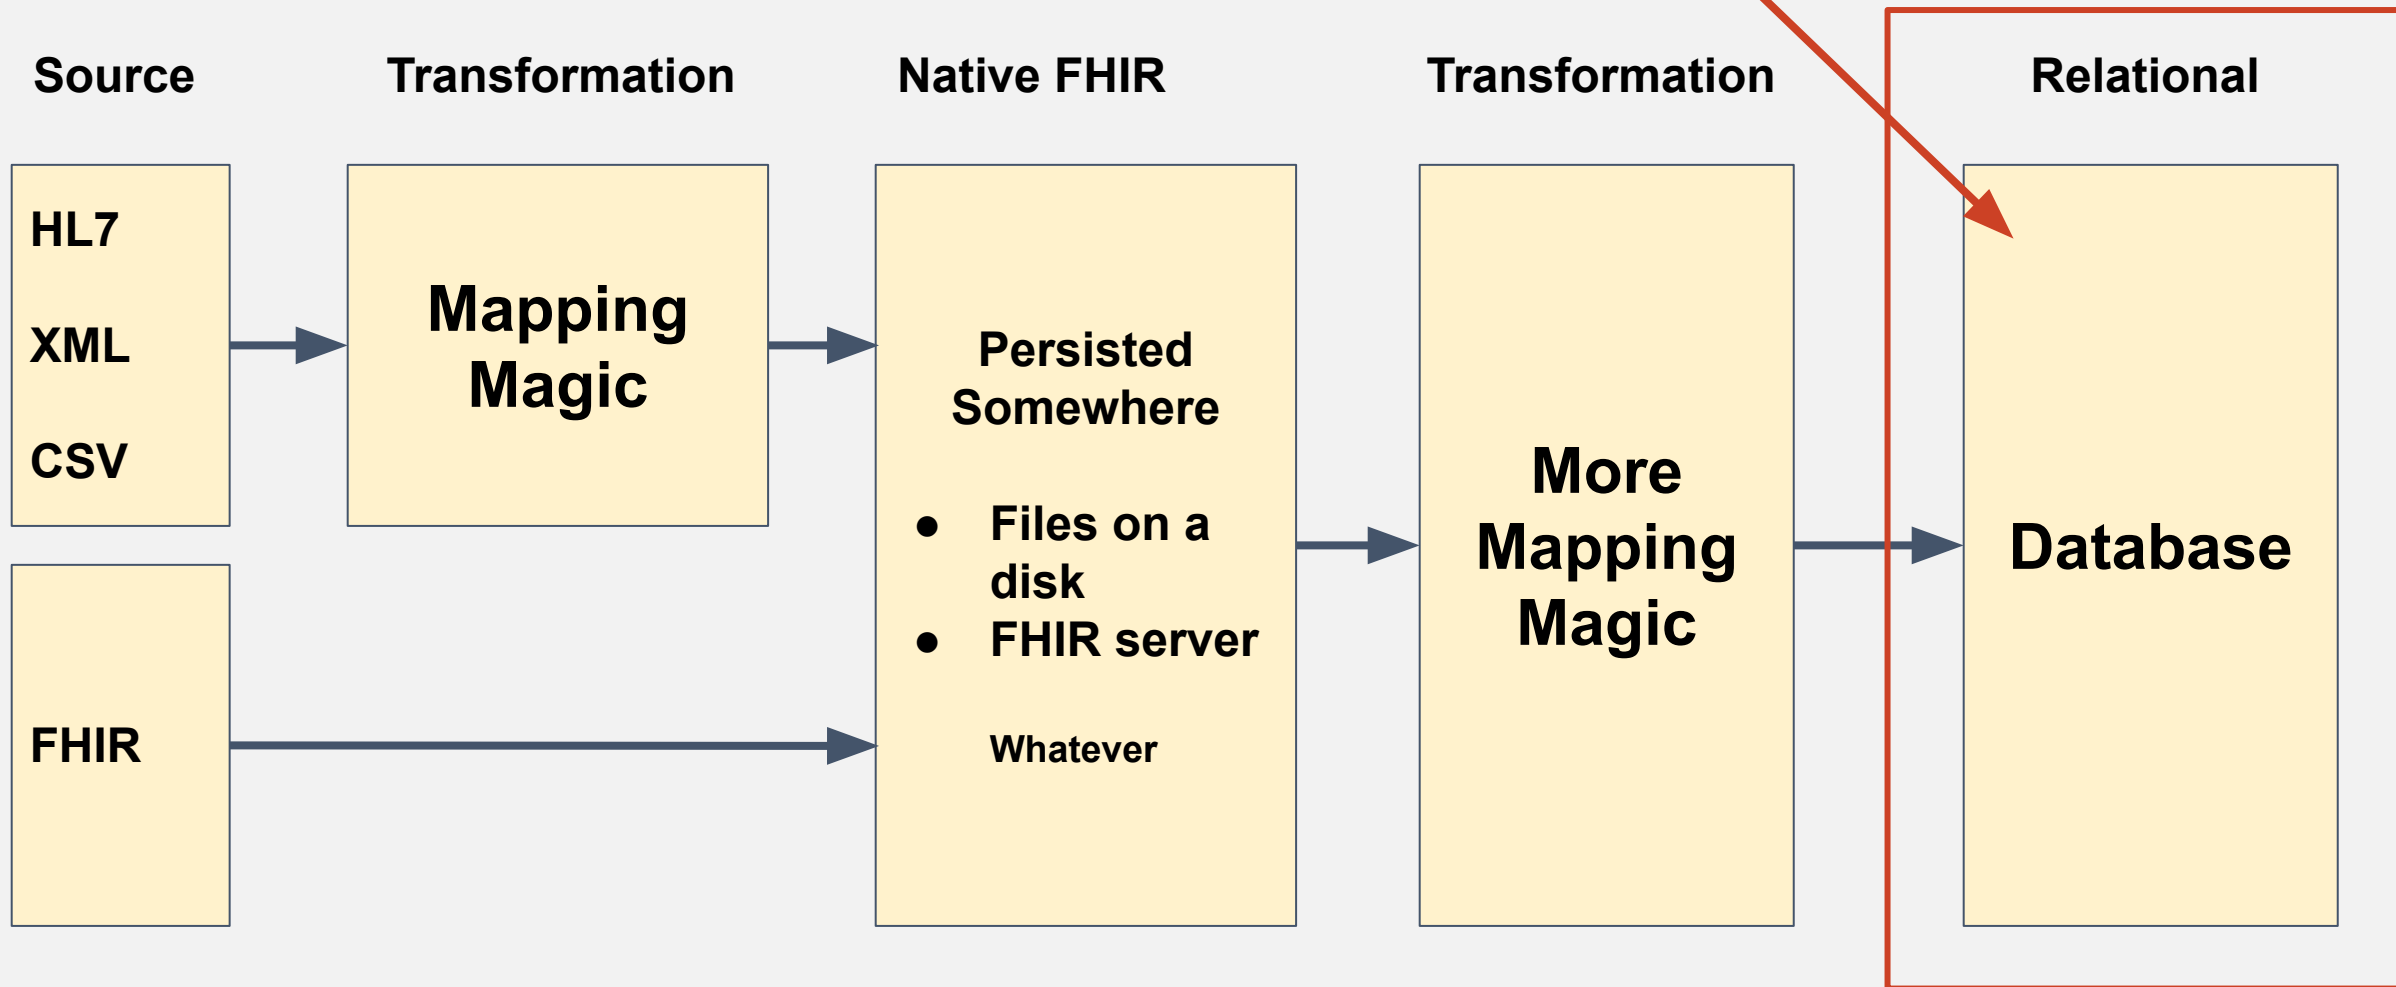 Source
Transformation
Native FHIR
Transformation
Relational
HL7
XML
CSV
FHIR
Mapping
Magic
Persisted
Somewhere
● Files on a
disk
● FHIR server
Whatever
More
Mapping
Magic
Database